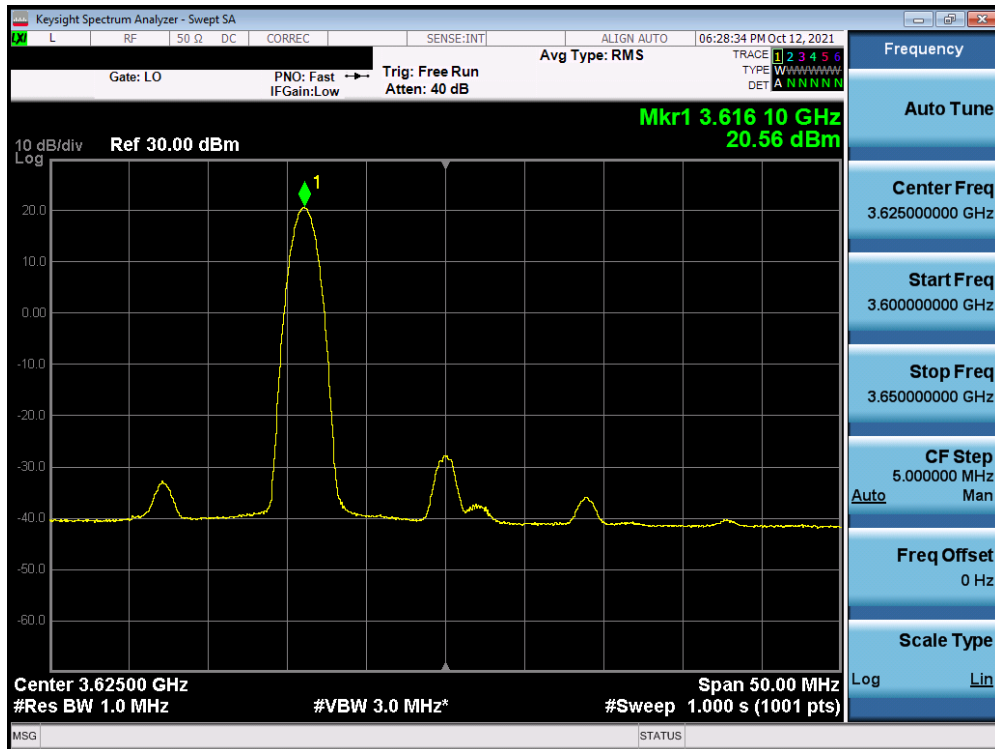 Keysight Spectrum Analyzer - Swept SA
LXI L RF 50 Ω DC CORREC SENSE:INT ALIGN AUTO 06:28:34 PM Oct 12, 2021
Avg Type: RMS
TRACE 1 2 3 4 5 6
TYPE WWWWWW
DET A N N N N N
Gate: LO
PNO: Fast
IFGain:Low
Trig: Free Run
Atten: 40 dB
Mkr1 3.616 10 GHz
20.56 dBm
10 dB/div
Log
Ref 30.00 dBm
1
20.0
10.0
0.00
-10.0
-20.0
-30.0
-40.0
-50.0
-60.0
Center 3.62500 GHz
Span 50.00 MHz
#Res BW 1.0 MHz
#VBW 3.0 MHz*
#Sweep 1.000 s (1001 pts)
MSG
STATUS
Frequency
Auto Tune
Center Freq
3.625000000 GHz
Start Freq
3.600000000 GHz
Stop Freq
3.650000000 GHz
CF Step
5.000000 MHz
Auto Man
Freq Offset
0 Hz
Scale Type
Log Lin